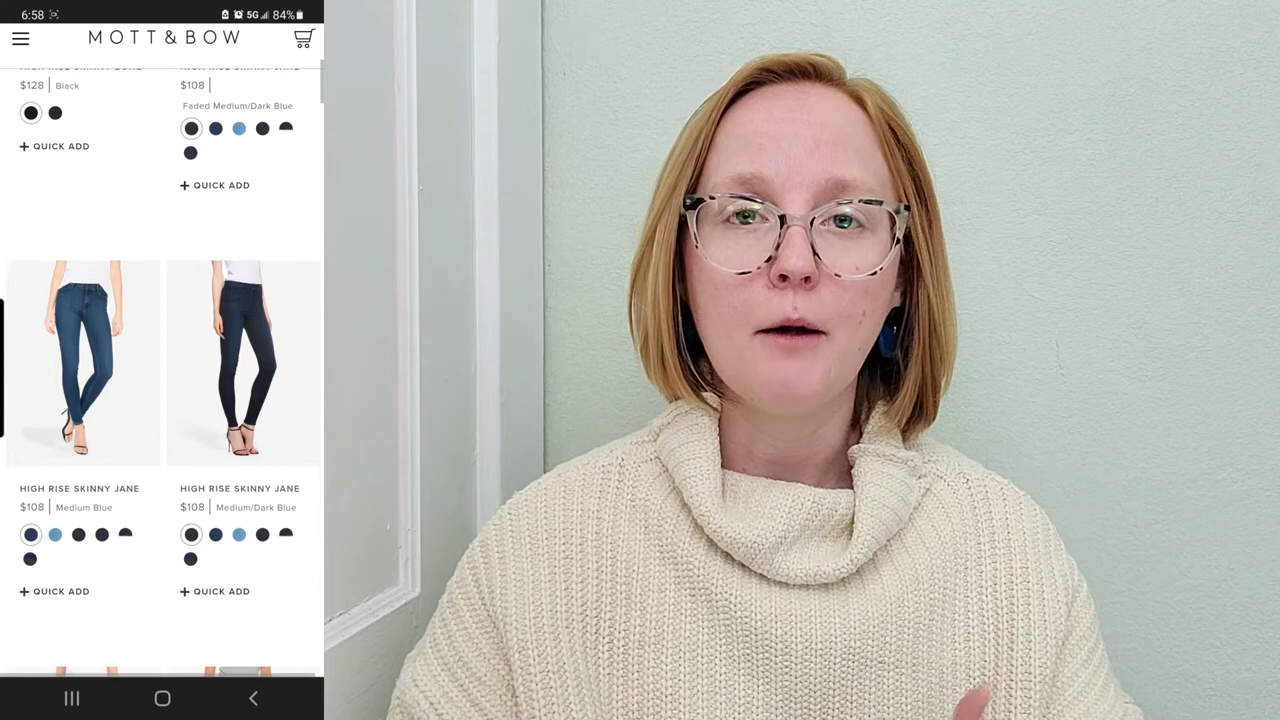 6:58 5G 84%
MOTT & BOW
$128 | Black
$108 |
Faded Medium/Dark Blue
+ QUICK ADD
+ QUICK ADD
HIGH RISE SKINNY JANE
$108 | Medium Blue
+ QUICK ADD
HIGH RISE SKINNY JANE
$108 | Medium/Dark Blue
+ QUICK ADD